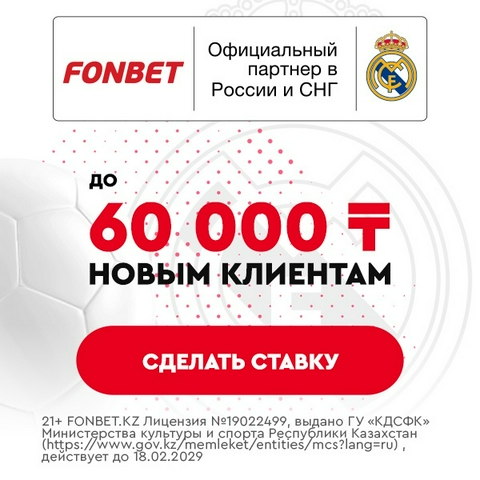 FONBET
Официальный
партнер в
России и СНГ
ДО
60 000 ₸
НОВЫМ КЛИЕНТАМ
СДЕЛАТЬ СТАВКУ
21+ FONBET.KZ Лицензия №19022499, выдано ГУ «КДСФК»
Министерства культуры и спорта Республики Казахстан
(https://www.gov.kz/memleket/entities/mcs?lang=ru) ,
действует до 18.02.2029